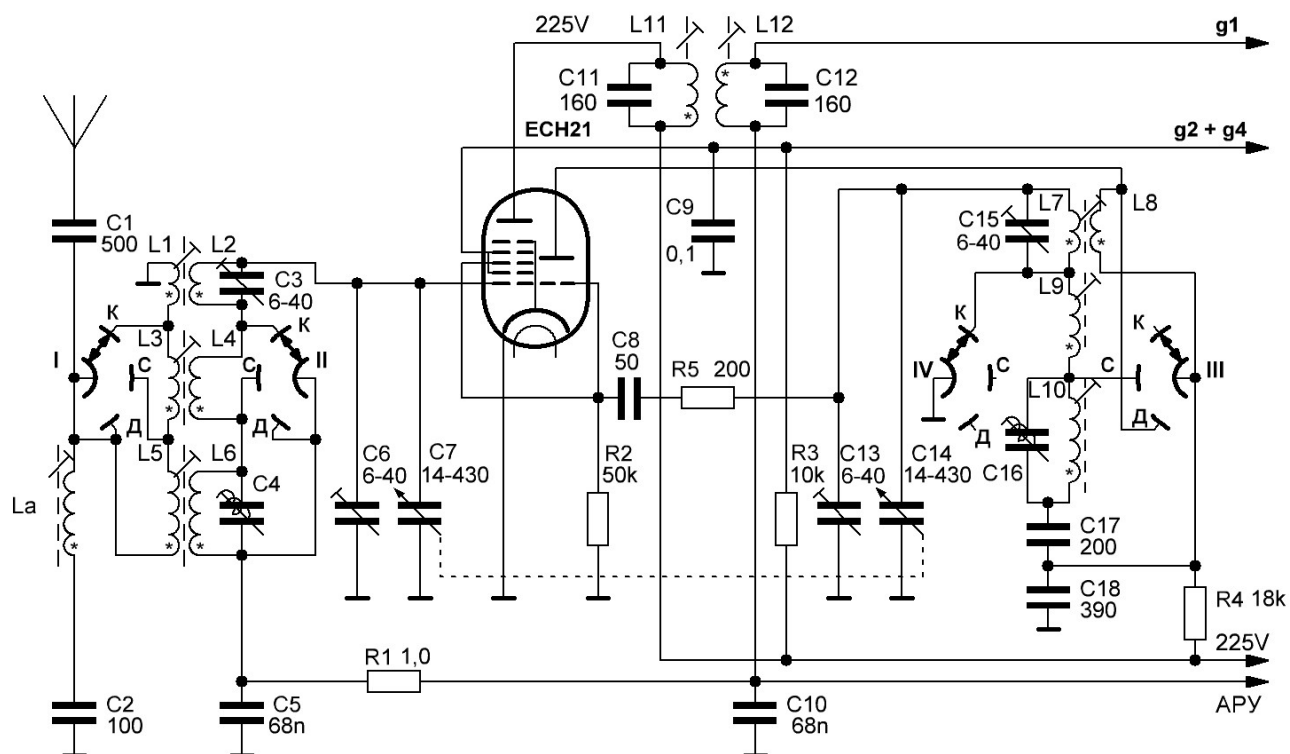 225V
L11
L12
g1
C11
160
C12
160
ECH21
g2 + g4
C1
500
L1
L2
C3
6-40
C9
0,1
C15
6-40
L7
L8
L9
К
L3
L4
К
I
С
С
II
Д
Д
L5
L6
C8
50
R5 200
К
К
IV
С
L10
С
III
Д
Д
La
C4
C6
6-40
C7
14-430
R2
50k
R3
10k
C13
6-40
C14
14-430
C16
C17
200
C18
390
R4 18k
225V
R1 1,0
АРУ
C2
100
C5
68n
C10
68n